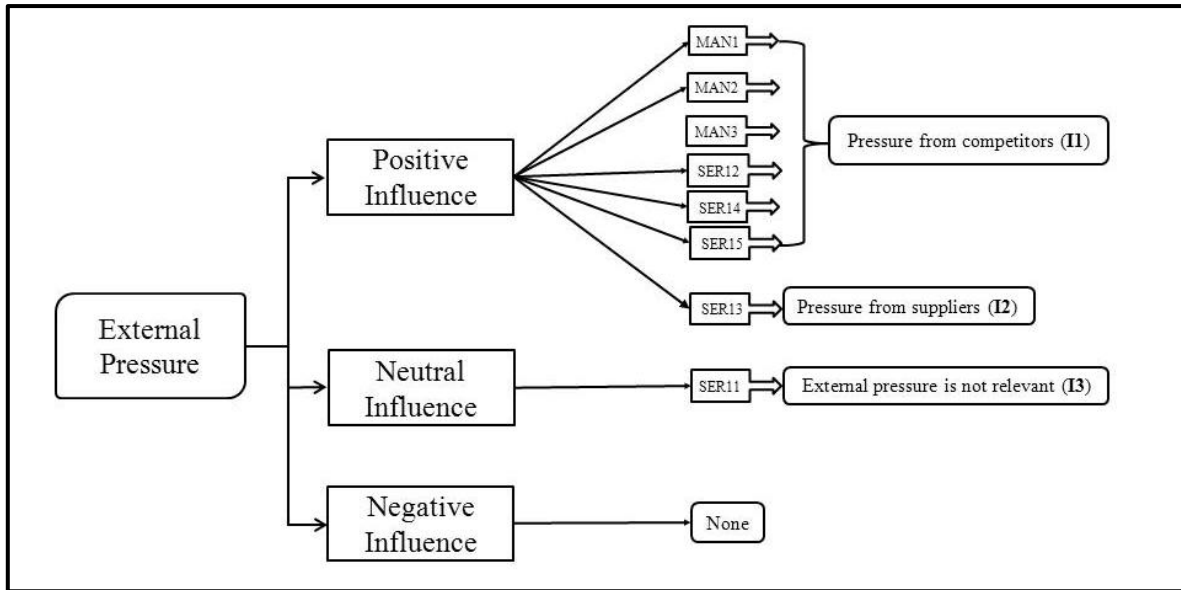 External
Pressure
Positive
Influence
MAN1
MAN2
MAN3
SER12
SER14
SER15
Pressure from competitors (I1)
SER13
Pressure from suppliers (I2)
Neutral
Influence
SER11
External pressure is not relevant (I3)
Negative
Influence
None